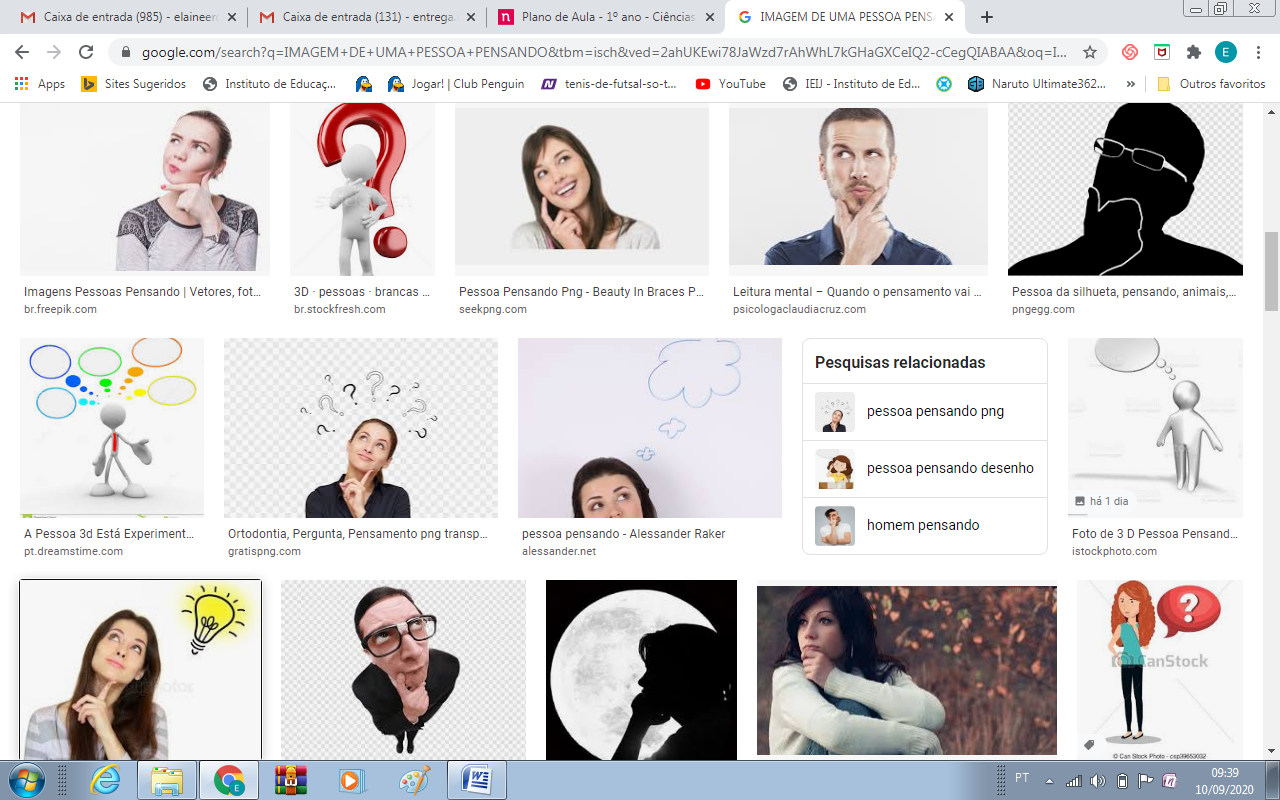 Caixa de entrada (985) - elaineer
Caixa de entrada (131) - entrega.
Plano de Aula - 1º ano - Ciências
IMAGEM DE UMA PESSOA PENS
google.com/search?q=IMAGEM+DE+UMA+PESSOA+PENSANDO&tbm=isch&ved=2ahUKEwi78JaWzd7rAhWhL7kGHaGXCeIQ2-cCegQIABAA&oq=I...
E
Apps
Sites Sugeridos
Instituto de Educaç...
Jogar! | Club Penguin
tenis-de-futsal-so-t...
YouTube
IEIJ - Instituto de Ed...
Naruto Ultimate362...
»
Outros favoritos
Imagens Pessoas Pensando | Vetores, fot...
br.freepik.com
3D · pessoas · brancas ...
br.stockfresh.com
Pessoa Pensando Png - Beauty In Braces P...
seekpng.com
Leitura mental – Quando o pensamento vai ...
psicologaclaudiacruz.com
Pessoa da silhueta, pensando, animais,...
pngegg.com
A Pessoa 3d Está Experiment...
pt.dreamstime.com
Ortodontia, Pergunta, Pensamento png transp...
gratispng.com
pessoa pensando - Alessander Raker
alessander.net
Pesquisas relacionadas
pessoa pensando png
pessoa pensando desenho
homem pensando
há 1 dia
Foto de 3 D Pessoa Pensand...
istockphoto.com
?
CanStock
© Can Stock Photo - csp39653032
PT
09:39
10/09/2020